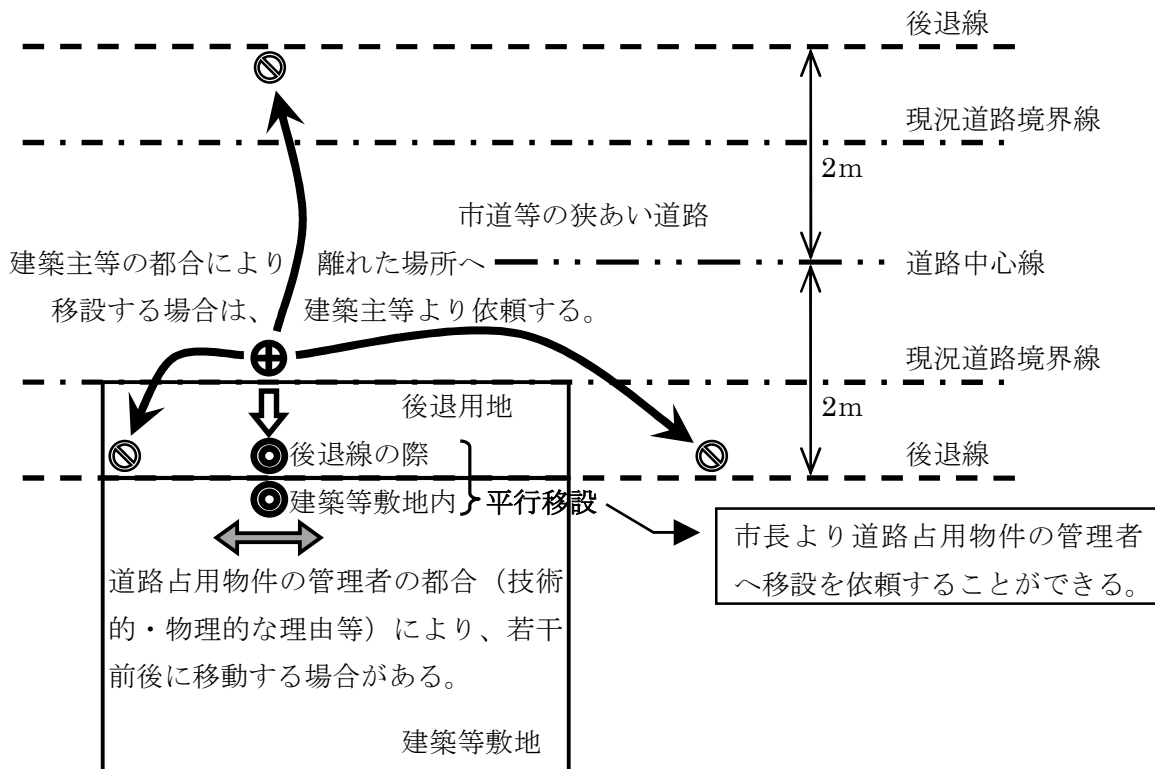 後退線
現況道路境界線
2m
市道等の狭あい道路
建築主等の都合により 離れた場所へ
道路中心線
移設する場合は、 建築主等より依頼する。
現況道路境界線
後退用地
2m
後退線の際
後退線
建築等敷地内
平行移設
市長より道路占用物件の管理者
へ移設を依頼することができる。
道路占用物件の管理者の都合（技術
的・物理的な理由等）により、若干
前後に移動する場合がある。
建築等敷地